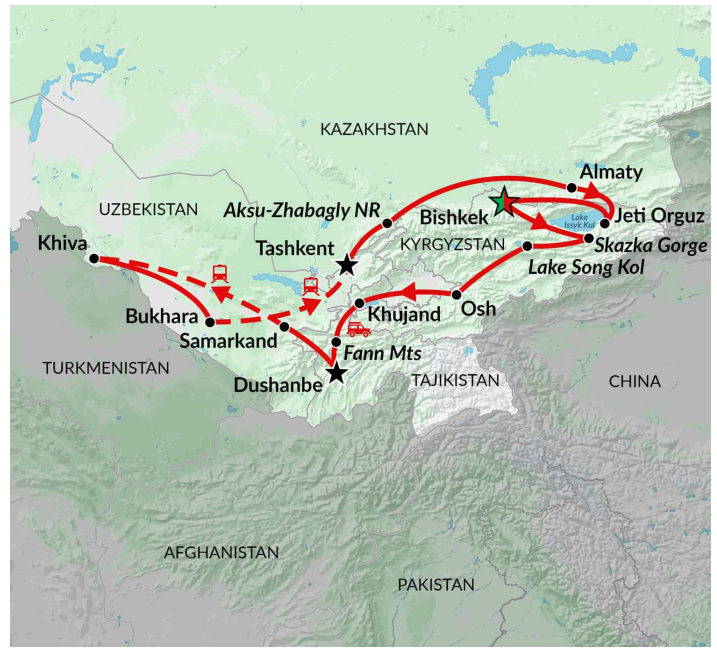 KAZAKHSTAN
Almaty
Aksu-Zhabagly NR
UZBEKISTAN
Bishkek
Lake
Issyk Kul
Jeti Orguz
Khiva
Tashkent
KYRGYZSTAN
Skazka Gorge
Lake Song Kol
Bukhara
Khujand
Osh
Samarkand
Fann Mts
TURKMENISTAN
Dushanbe
TAJIKISTAN
CHINA
AFGHANISTAN
PAKISTAN